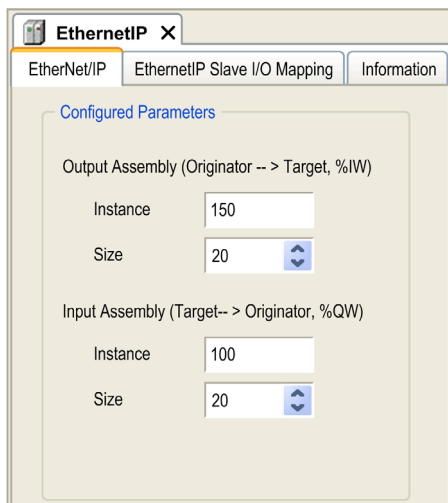 EthernetIP X
EtherNet/IP EthernetIP Slave I/O Mapping Information
Configured Parameters
Output Assembly (Originator -- > Target, %IW)
Instance 150
Size 20
Input Assembly (Target-- > Originator, %QW)
Instance 100
Size 20